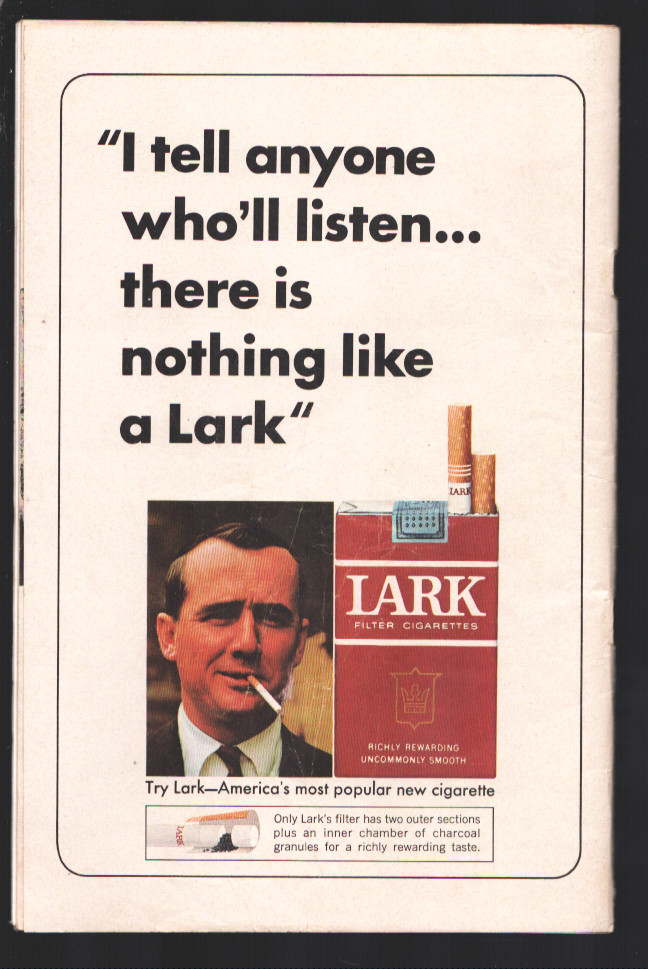 “I tell anyone
who’ll listen...
there is
nothing like
a Lark“
LARK
LARK
FILTER CIGARETTES
RICHLY REWARDING
UNCOMMONLY SMOOTH
Try Lark—America’s most popular new cigarette
LARK
Only Lark’s filter has two outer sections
plus an inner chamber of charcoal
granules for a richly rewarding taste.